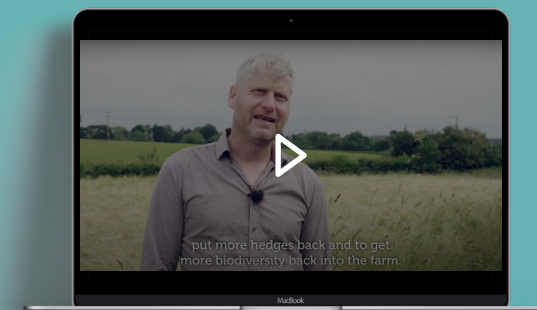 put more hedges back and to get
more biodiversity back into the farm.
MacBook